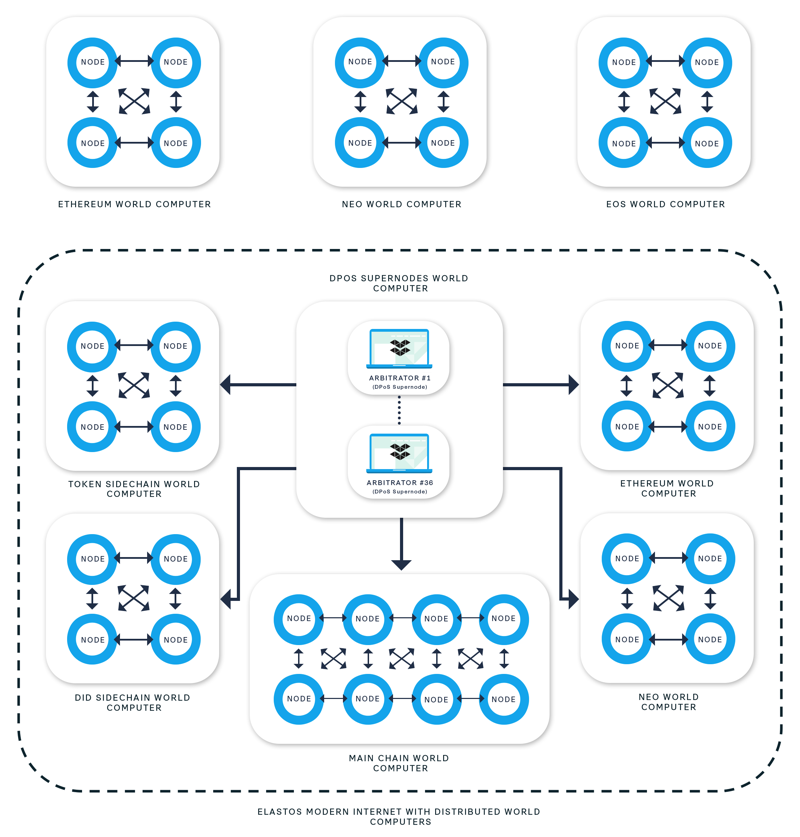 NODE NODE NODE NODE NODE NODE
NODE NODE NODE NODE NODE NODE
ETHEREUM WORLD COMPUTER
NEO WORLD COMPUTER
EOS WORLD COMPUTER
DPOS SUPERNODES WORLD
COMPUTER
NODE NODE
NODE NODE
TOKEN SIDECHAIN WORLD
COMPUTER
ARBITRATOR #1
(DPoS Supernode)
ARBITRATOR #36
(DPoS Supernode)
NODE NODE
NODE NODE
ETHEREUM WORLD
COMPUTER
NODE NODE
NODE NODE
DID SIDECHAIN WORLD
COMPUTER
NODE NODE NODE NODE
NODE NODE NODE NODE
MAIN CHAIN WORLD
COMPUTER
NODE NODE
NODE NODE
NEO WORLD
COMPUTER
ELASTOS MODERN INTERNET WITH DISTRIBUTED WORLD
COMPUTERS